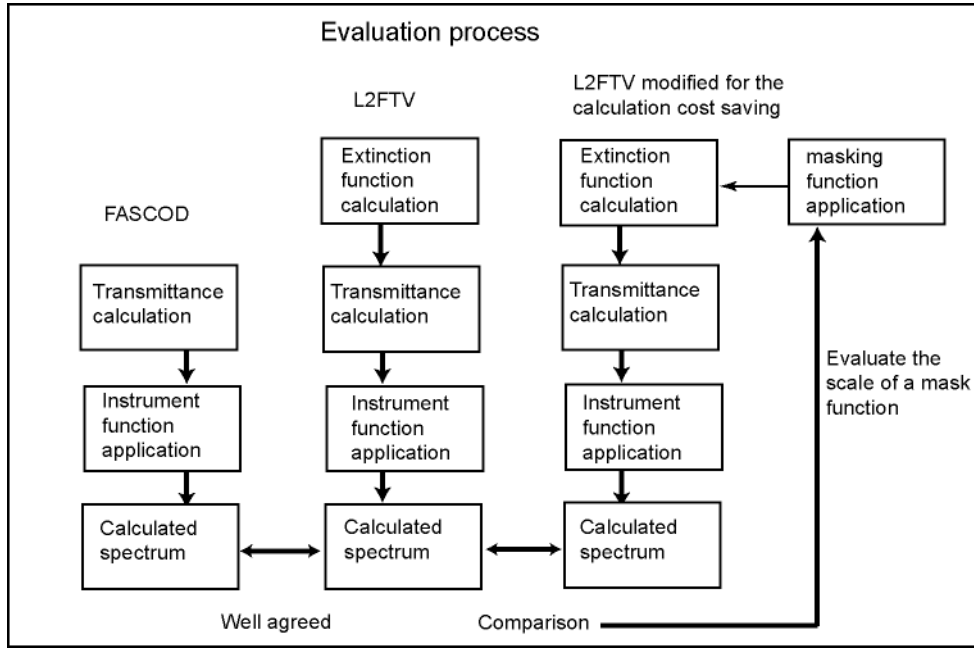 Evaluation process
L2FTV
L2FTV modified for the
calculation cost saving
FASCOD
Extinction
function
calculation
Extinction
function
calculation
masking
function
application
Transmittance
calculation
Transmittance
calculation
Transmittance
calculation
Evaluate the
scale of a mask
function
Instrument
function
application
Instrument
function
application
Instrument
function
application
Calculated
spectrum
Calculated
spectrum
Calculated
spectrum
Well agreed
Comparison